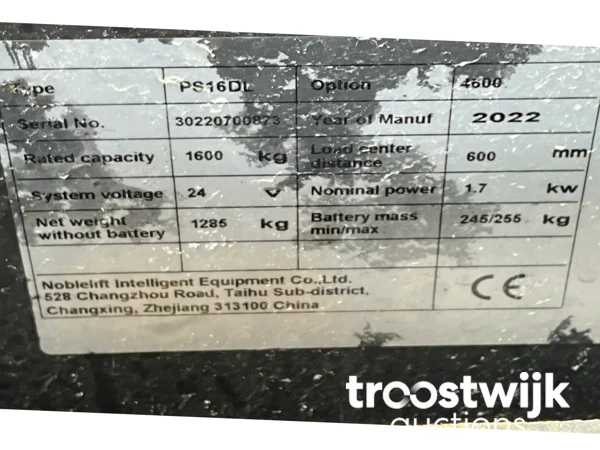 Type PS16DL Option 4600
Serial No. 30220700873 Year of Manuf 2022
Rated capacity 1600 kg Load center distance 600 mm
System voltage 24 V Nominal power 1.7 kw
Net weight without battery 1285 kg Battery mass min/max 245/255 kg
Noblelift Intelligent Equipment Co.,Ltd.
528 Changzhou Road, Taihu Sub-district,
Changxing, Zhejiang 313100 China
CE
troostwijk
auctions